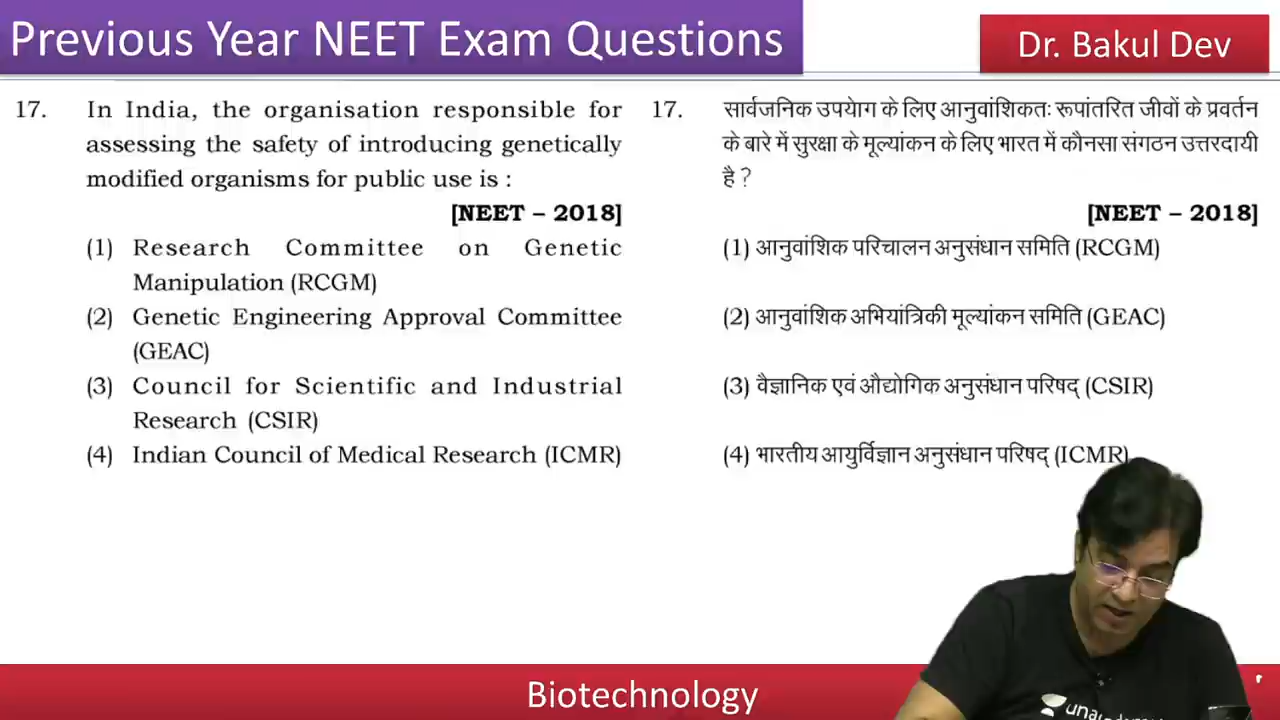 Previous Year NEET Exam Questions
Dr. Bakul Dev
17. In India, the organisation responsible for
assessing the safety of introducing genetically
modified organisms for public use is :
[NEET – 2018]
(1) Research Committee on Genetic
Manipulation (RCGM)
(2) Genetic Engineering Approval Committee
(GEAC)
(3) Council for Scientific and Industrial
Research (CSIR)
(4) Indian Council of Medical Research (ICMR)
17. सार्वजनिक उपयेाग के लिए आनुवांशिकतः रूपांतरित जीवों के प्रवर्तन
के बारे में सुरक्षा के मूल्यांकन के लिए भारत में कौनसा संगठन उत्तरदायी
है ?
[NEET – 2018]
(1) आनुवांशिक परिचालन अनुसंधान समिति (RCGM)
(2) आनुवांशिक अभियांत्रिकी मूल्यांकन समिति (GEAC)
(3) वैज्ञानिक एवं औद्योगिक अनुसंधान परिषद् (CSIR)
(4) भारतीय आयुर्विज्ञान अनुसंधान परिषद् (ICMR)
Biotechnology